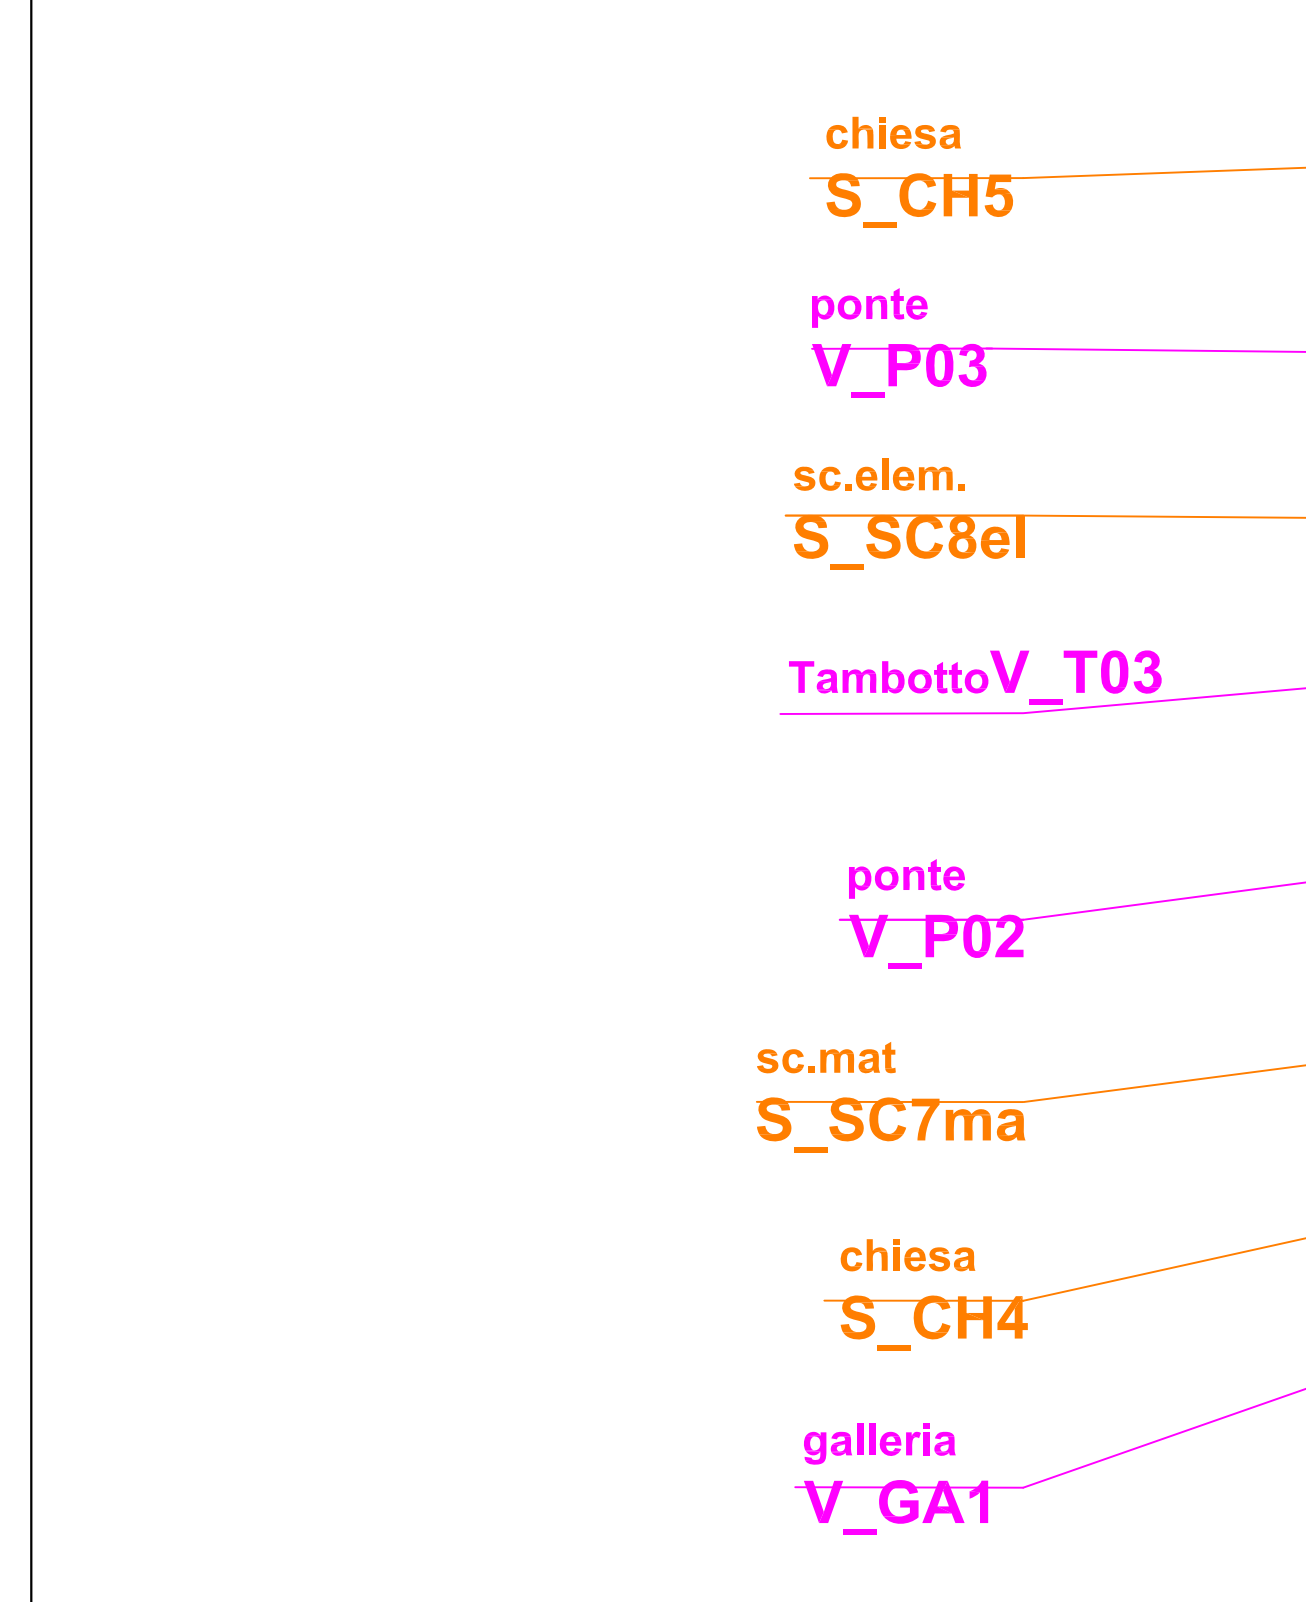 chiesa
S_CH5
ponte
V_P03
sc.elem.
S_SC8el
TambottoV_T03
ponte
V_P02
sc.mat
S_SC7ma
chiesa
S_CH4
galleria
V_GA1